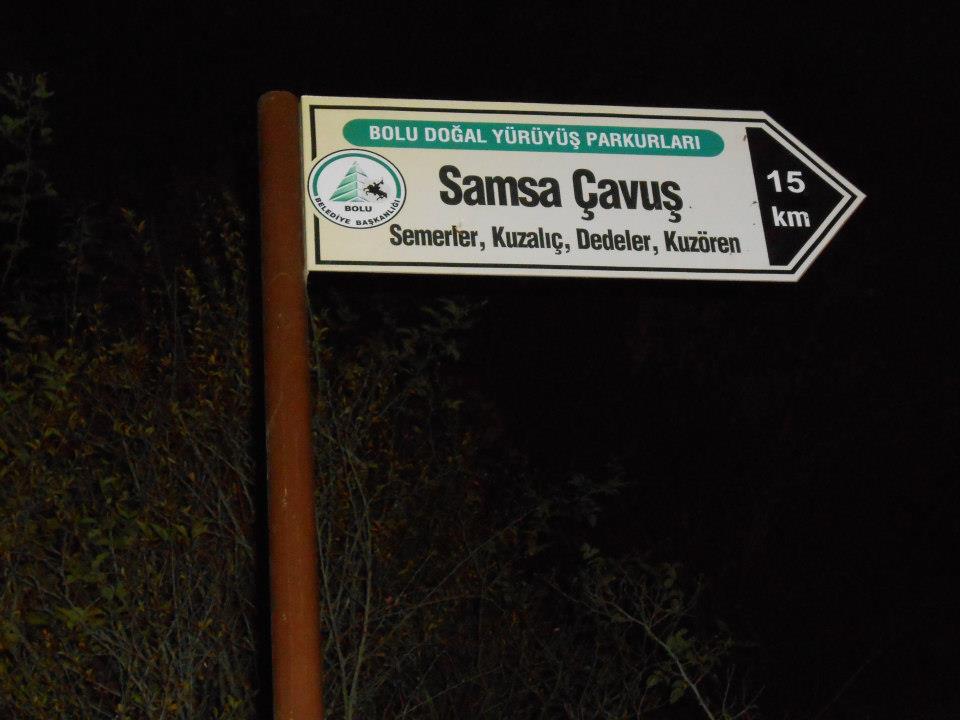 BOLU DOĞAL YÜRÜYÜŞ PARKURLARI
BOLU
BELEDİYE BAŞKANLIĞI
Samsa Çavuş
Semerler, Kuzalıç, Dedeler, Kuzören
15
km